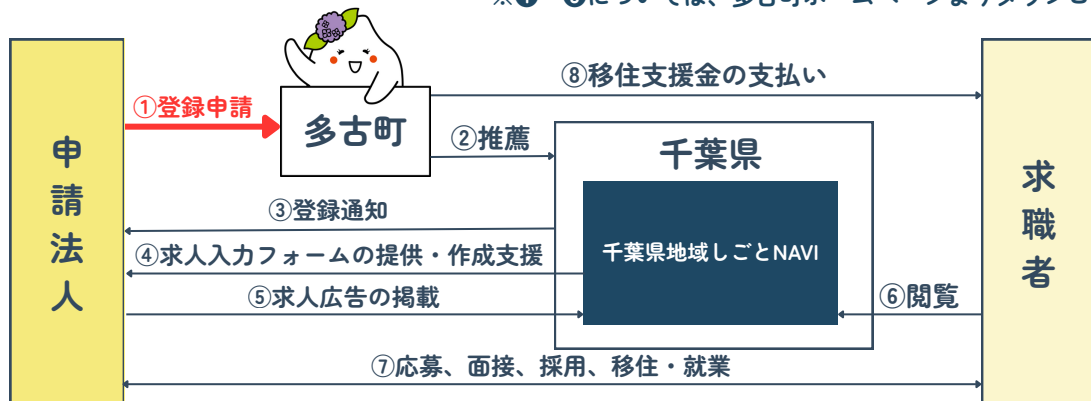 ①登録申請
⑧移住支援金の支払い
多古町
②推薦
千葉県
申請法人
求職者
③登録通知
④求人入力フォームの提供・作成支援
千葉県地域しごとNAVI
⑤求人広告の掲載
⑥閲覧
⑦応募、面接、採用、移住・就業